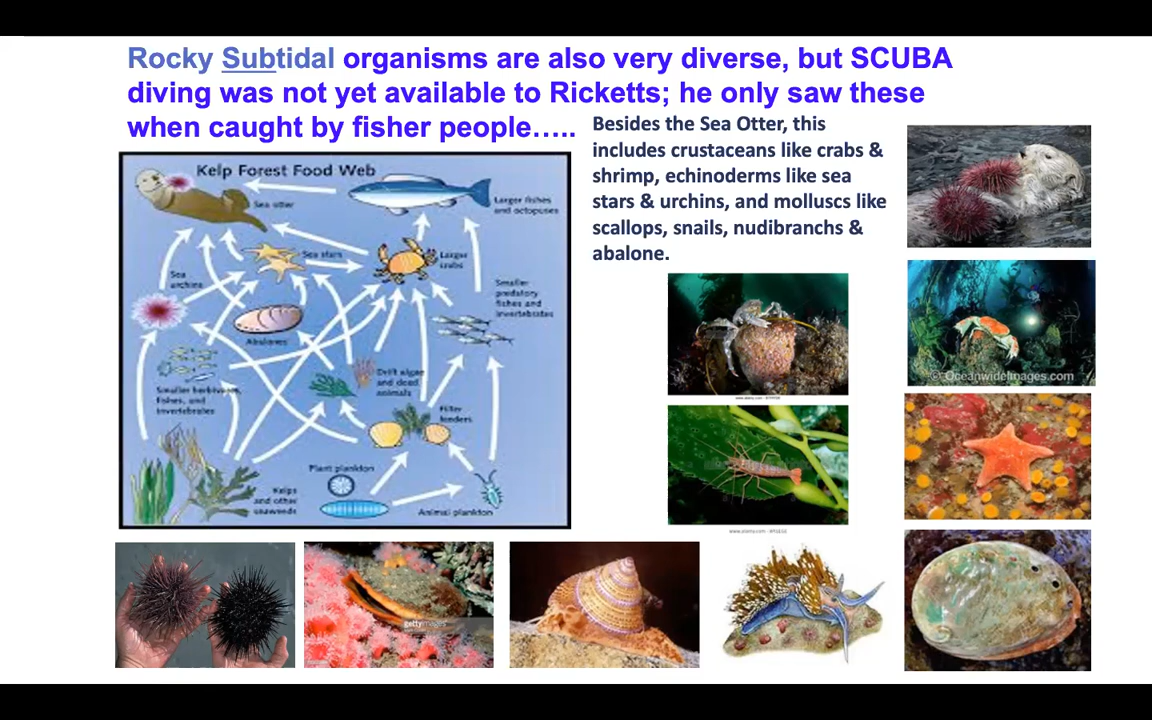 Rocky Subtidal organisms are also very diverse, but SCUBA
diving was not yet available to Ricketts; he only saw these
when caught by fisher people.....
Besides the Sea Otter, this
includes crustaceans like crabs &
shrimp, echinoderms like sea
stars & urchins, and molluscs like
scallops, snails, nudibranchs &
abalone.
Kelp Forest Food Web
Sea otter
Larger fishes
and octopuses
Sea stars
Larger
crabs
Sea
urchins
Smaller
predatory
fishes and
invertebrates
Abalones
Drift algae
and dead
animals
Smaller herbivores,
fishes, and
invertebrates
Filter
feeders
Plant plankton
Kelps
and other
seaweeds
Animal plankton
© Oceanwideimages.com
gettyimages